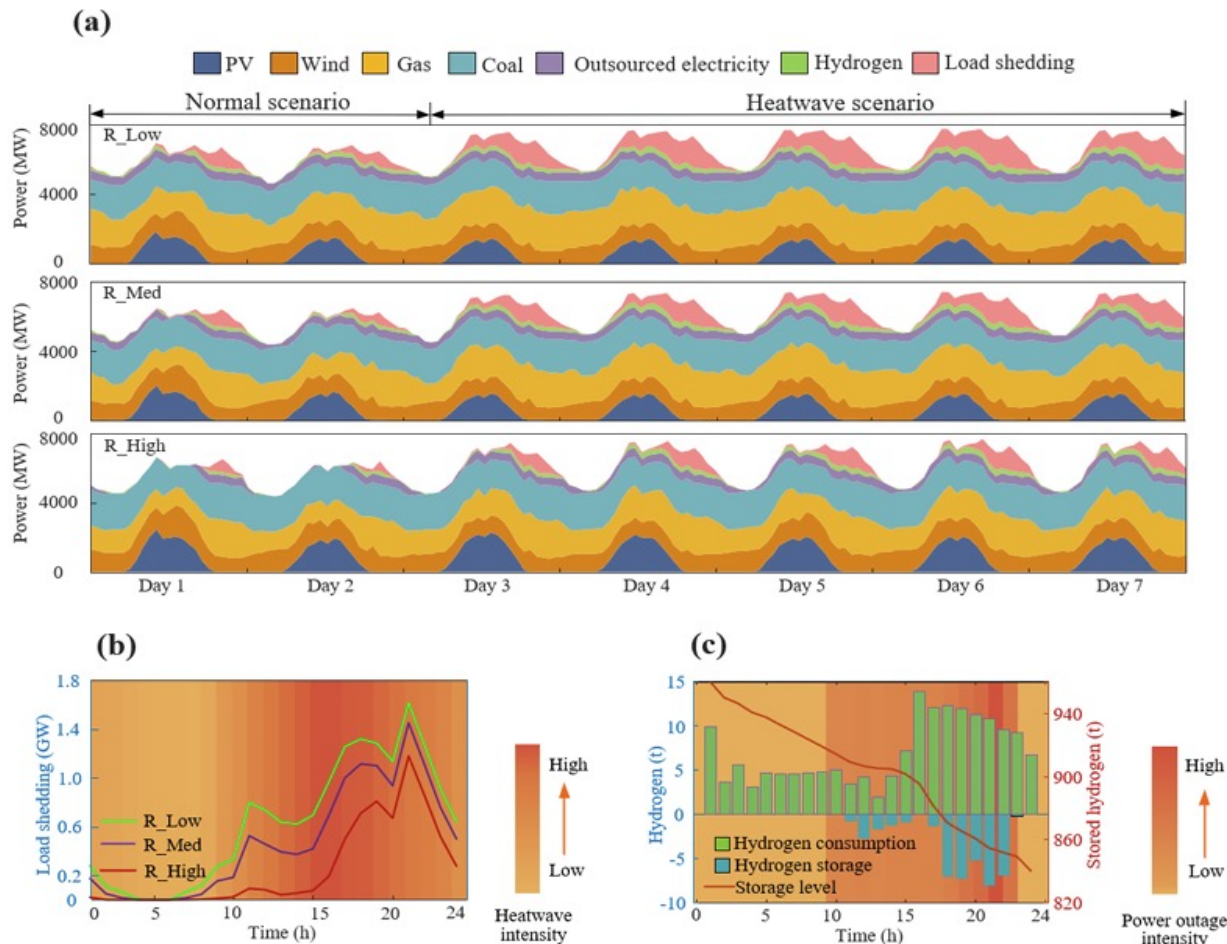 (a)
PV Wind Gas Coal Outsourced electricity Hydrogen Load shedding
Normal scenario Heatwave scenario
8000
R_Low
Power (MW)
4000
0
8000
R_Med
Power (MW)
4000
0
8000
R_High
Power (MW)
4000
0
Day 1 Day 2 Day 3 Day 4 Day 5 Day 6 Day 7
(b)
1.8
1.4
1.0
0.6
0.2
0
Load shedding (GW)
R_Low
R_Med
R_High
0 5 10 15 20 24
Time (h)
High
Low
Heatwave
intensity
(c)
15
10
5
0
-5
-10
Hydrogen (t)
Hydrogen consumption
Hydrogen storage
Storage level
0 5 10 15 20 24
Time (h)
940
900
860
820
Stored hydrogen (t)
High
Low
Power outage
intensity